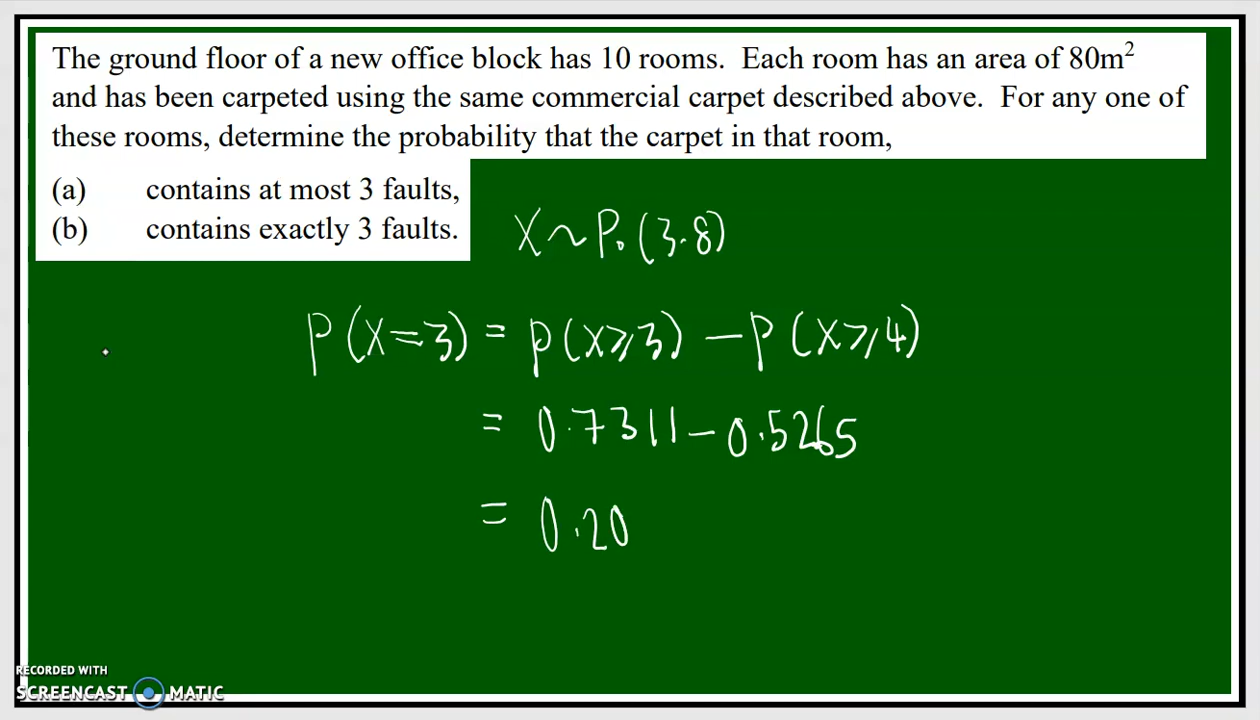 The ground floor of a new office block has 10 rooms. Each room has an area of 80m²
and has been carpeted using the same commercial carpet described above. For any one of
these rooms, determine the probability that the carpet in that room,
(a) contains at most 3 faults,
(b) contains exactly 3 faults.
X ~ Po (3.8)
P(X=3) = P(X⩾3) – P(X⩾4)
= 0.7311 – 0.5265
= 0.20
RECORDED WITH
SCREENCAST MATIC